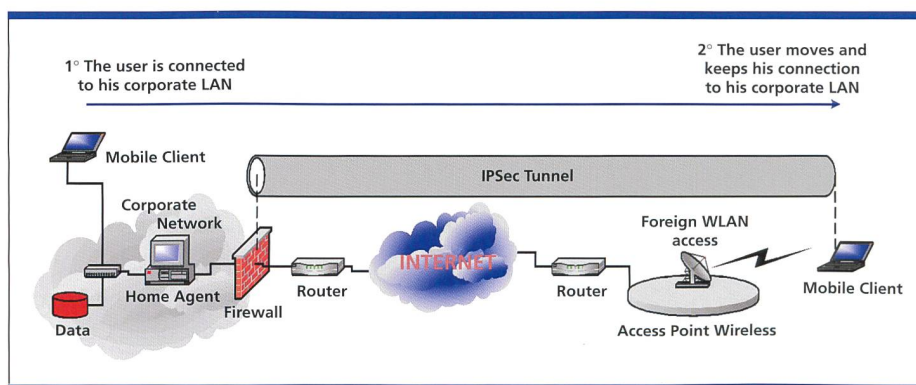 1° The user is connected
to his corporate LAN
2° The user moves and
keeps his connection
to his corporate LAN
Mobile Client
IPSec Tunnel
Corporate
Network
Foreign WLAN
access
INTERNET
Home Agent
Router
Router
Mobile Client
Firewall
Data
Access Point Wireless